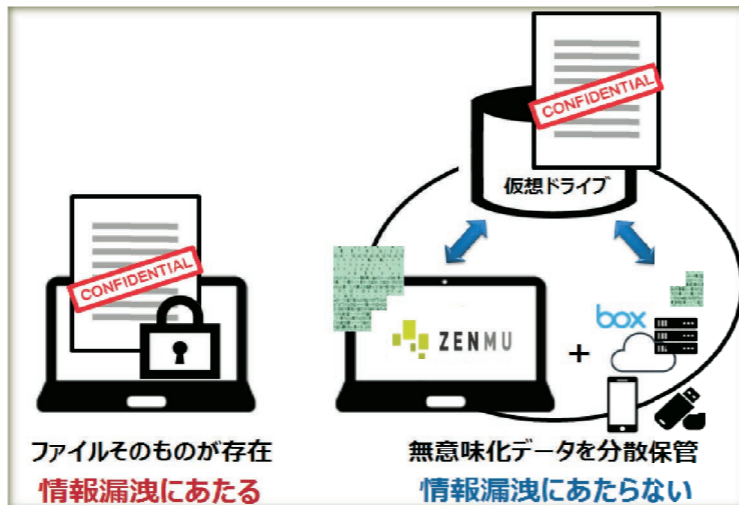 CONFIDENTIAL
ファイルそのものが存在
情報漏洩にあたる
CONFIDENTIAL
仮想ドライブ
ZENMU
+
box
無意味化データを分散保管
情報漏洩にあたらない